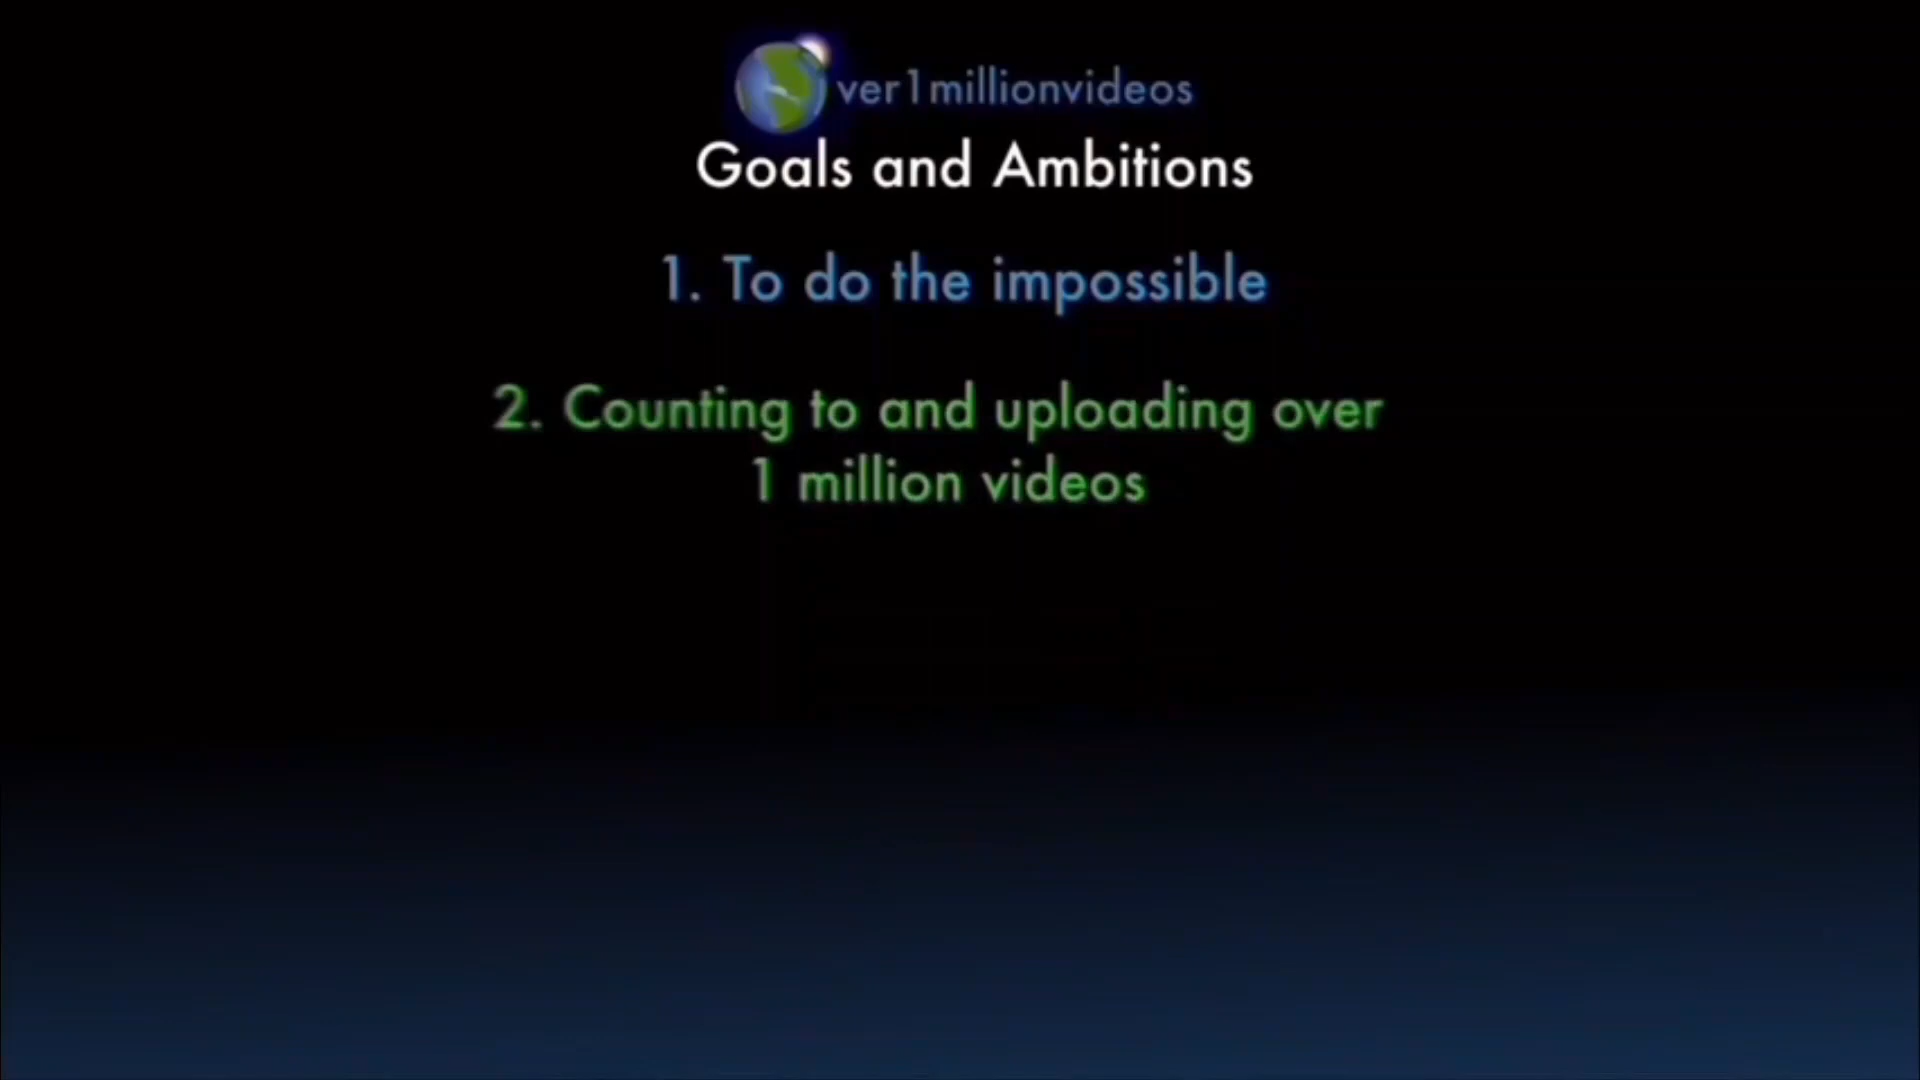 ver1millionvideos
Goals and Ambitions
1. To do the impossible
2. Counting to and uploading over
1 million videos